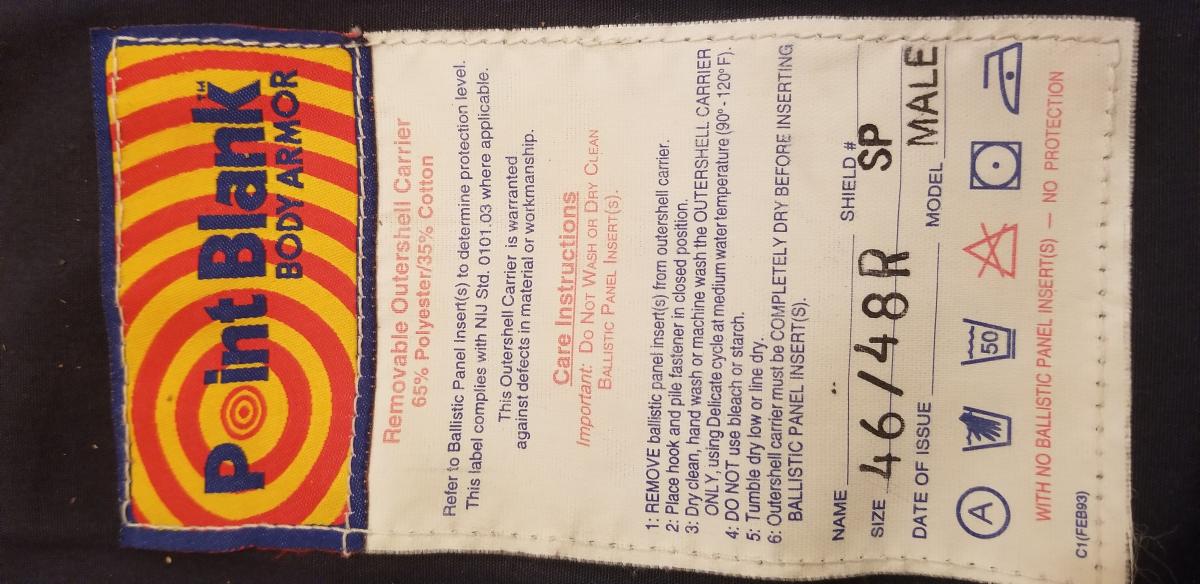 Point Blank™
BODY ARMOR
Removable Outershell Carrier
65% Polyester/35% Cotton
Refer to Ballistic Panel Insert(s) to determine protection level.
This label complies with NIJ Std. 0101.03 where applicable.
This Outershell Carrier is warranted
against defects in material or workmanship.
Care Instructions
Important: DO NOT WASH OR DRY CLEAN
BALLISTIC PANEL INSERT(S).
1: REMOVE ballistic panel insert(s) from outershell carrier.
2: Place hook and pile fastener in closed position.
3: Dry clean, hand wash or machine wash the OUTERSHELL CARRIER
ONLY, using Delicate cycle at medium water temperature (90° - 120° F).
4: DO NOT use bleach or starch.
5: Tumble dry low or line dry.
6: Outershell carrier must be COMPLETELY DRY BEFORE INSERTING
BALLISTIC PANEL INSERT(S).
NAME SHIELD #
SIZE 46/48R SP
DATE OF ISSUE MODEL MALE
A 50
WITH NO BALLISTIC PANEL INSERT(S) — NO PROTECTION
C1(FEB93)